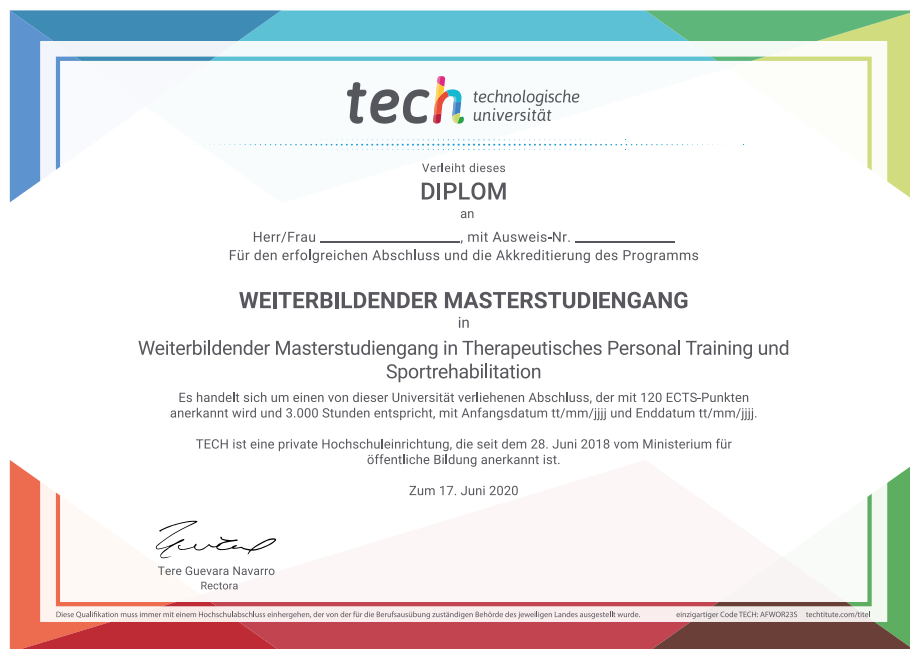 tech technologische
universität
Verleiht dieses
DIPLOM
an
Herr/Frau ____________________, mit Ausweis-Nr. ______________
Für den erfolgreichen Abschluss und die Akkreditierung des Programms
WEITERBILDENDER MASTERSTUDIENGANG
in
Weiterbildender Masterstudiengang in Therapeutisches Personal Training und
Sportrehabilitation
Es handelt sich um einen von dieser Universität verliehenen Abschluss, der mit 120 ECTS-Punkten
anerkannt wird und 3.000 Stunden entspricht, mit Anfangsdatum tt/mm/jjjj und Enddatum tt/mm/jjjj.
TECH ist eine private Hochschuleinrichtung, die seit dem 28. Juni 2018 vom Ministerium für
öffentliche Bildung anerkannt ist.
Zum 17. Juni 2020
Tere Guevara Navarro
Rectora
Diese Qualifikation muss immer mit einem Hochschulabschluss einhergehen, der von der für die Berufsausübung zuständigen Behörde des jeweiligen Landes ausgestellt wurde. einzigartiger Code TECH: AFWOR23S techtitute.com/titel